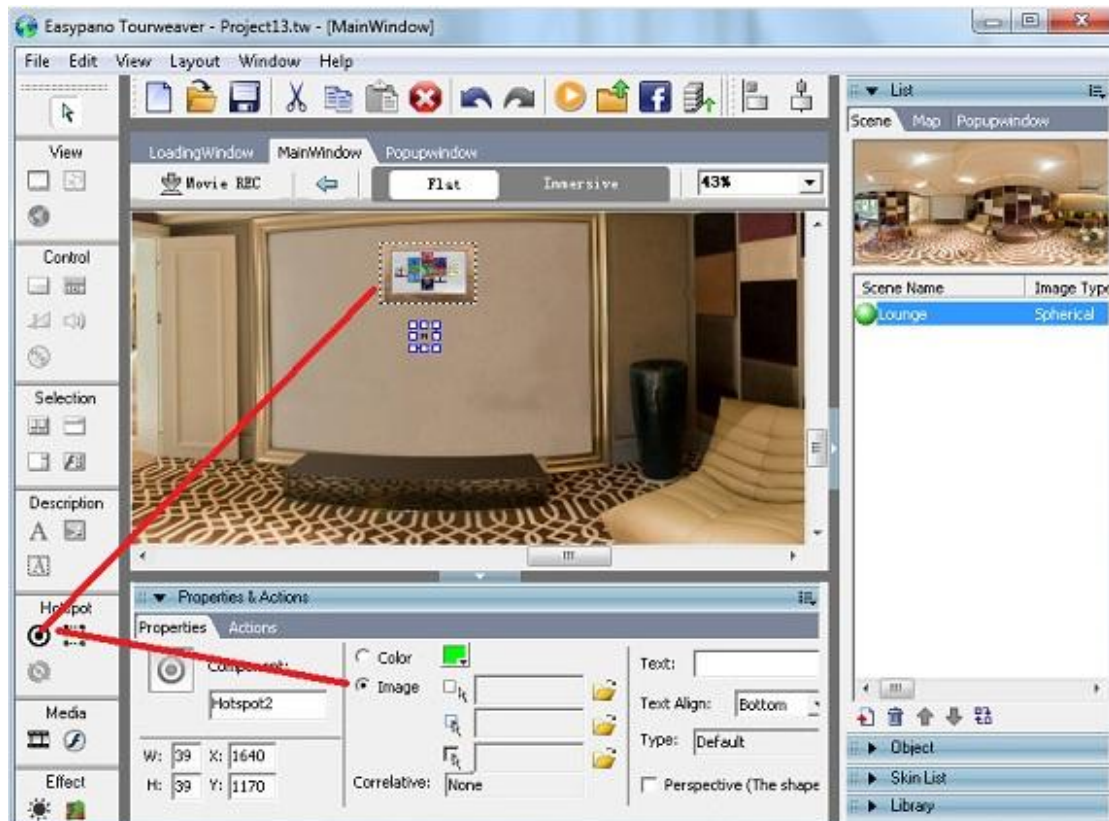 Easypano Tourweaver - Project13.tw - [MainWindow]
File Edit View Layout Window Help
View
Control
Selection
Description
A
A
Hotspot
Media
Effect
LoadingWindow MainWindow Popupwindow
Movie REC Flat Immersive 43%
Properties & Actions
Properties Actions
Component:
Hotspot2
W: 39 X: 1640
H: 39 Y: 1170
Color
Image
Correlative: None
Text:
Text Align: Bottom
Type: Default
Perspective (The shape
List
Scene Map Popupwindow
Scene Name Image Type
Lounge Spherical
Object
Skin List
Library